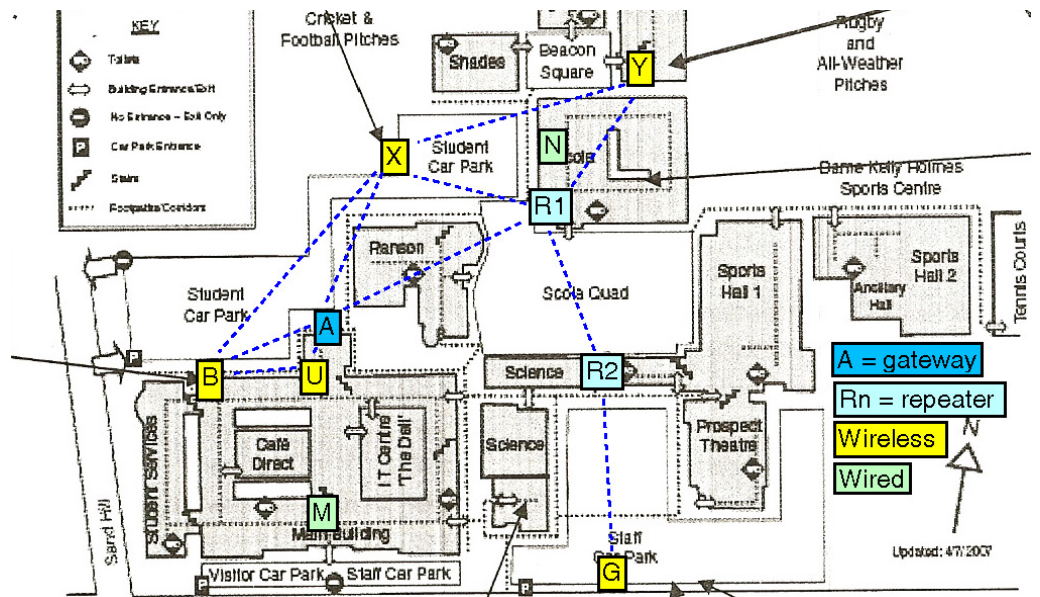 KEY
Toilets
Building Entrance/Exit
No Entrance - Exit Only
P
Car Park Entrance
Stairs
Footpaths/Corridors
Cricket &
Football Pitches
Shades
Beacon
Square
Y
Rugby
and
All-Weather
Pitches
X
Student
Car Park
N
R1
Dame Kelly Holmes
Sports Centre
Ranson
Student
Car Park
Scola Quad
Sports
Hall 1
Sports
Hall 2
Ancillary
Hall
Tennis Courts
A
B
U
Science
R2
P
Student Services
Café
Direct
IT Centre
'The Dell'
Science
Prospect
Theatre
M
Main Building
Sand Hill
Visitor Car Park
Staff Car Park
P
P
Staff
Car Park
G
A = gateway
Rn = repeater
Wireless
Wired
N
Updated: 4/7/2007